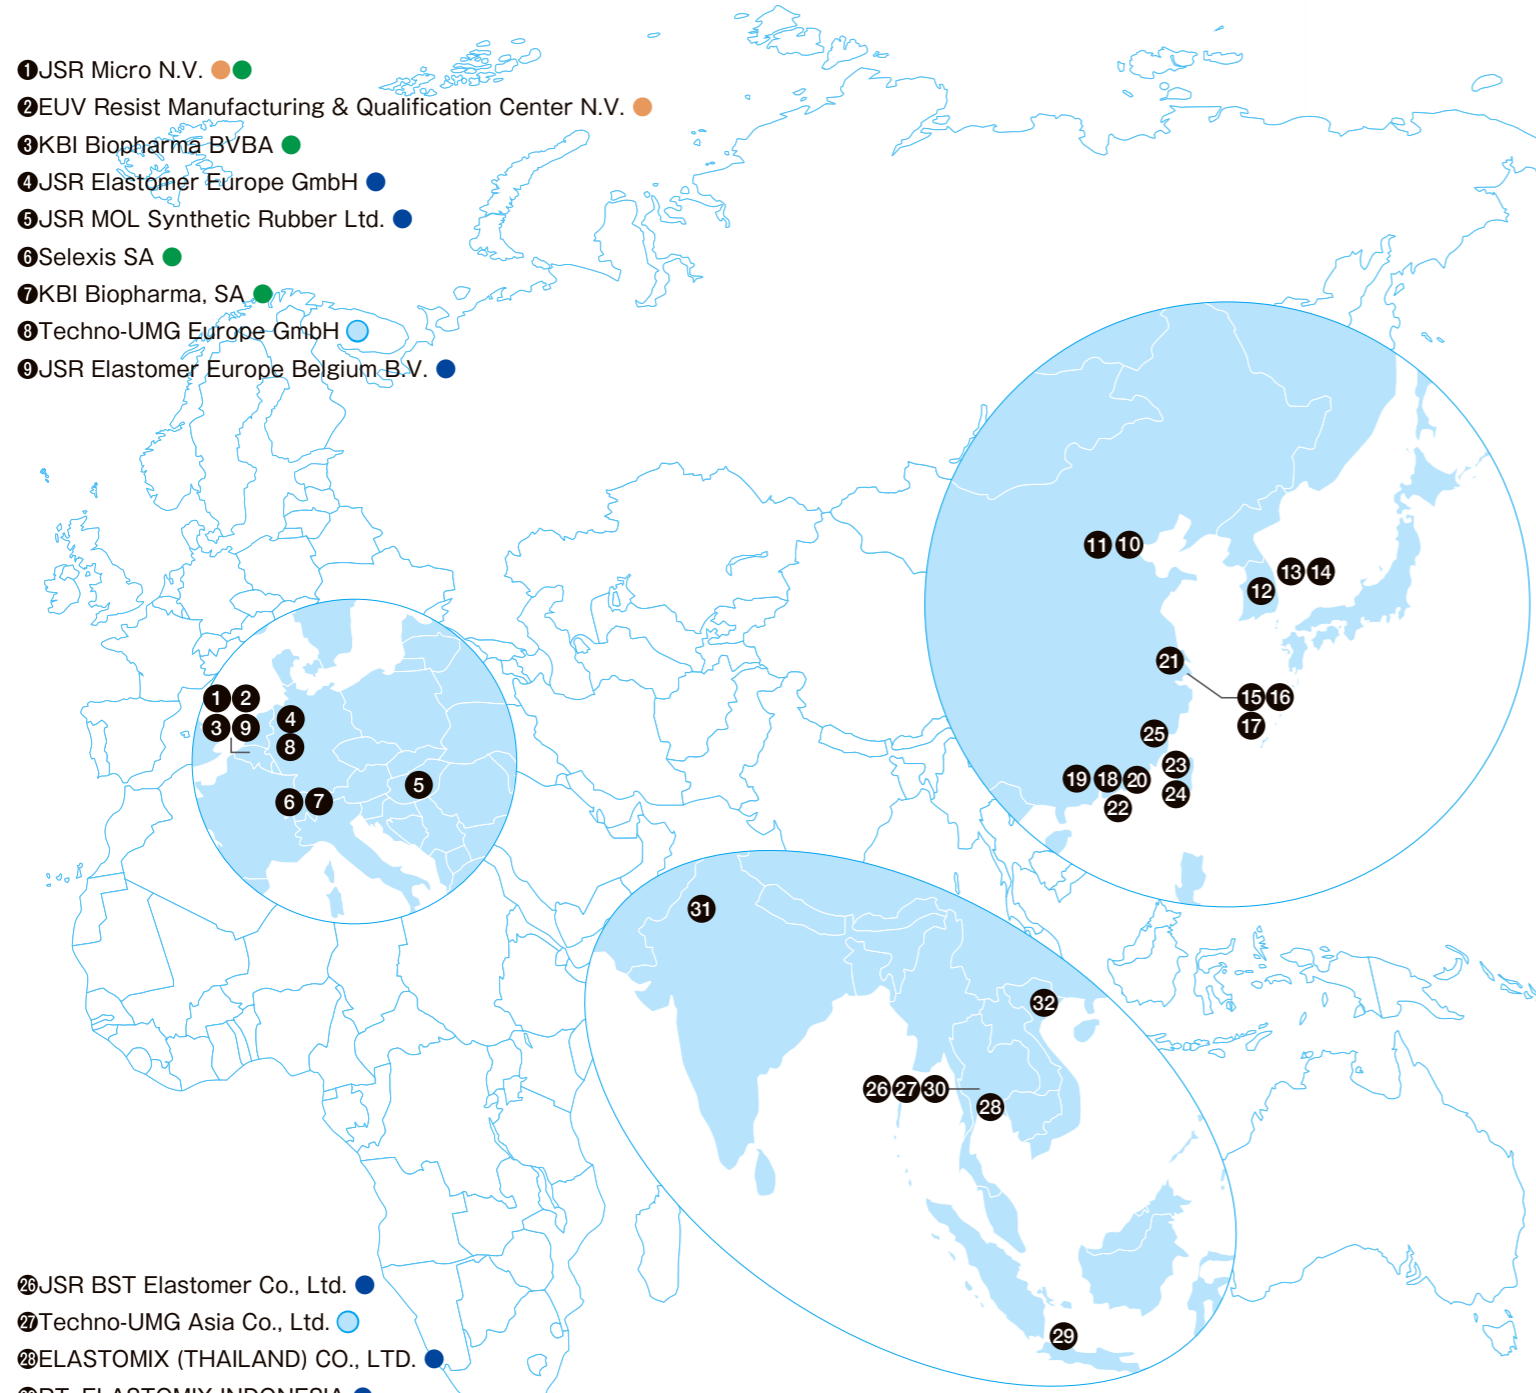 ❶JSR Micro N.V.
❷EUV Resist Manufacturing & Qualification Center N.V.
❸KBI Biopharma BVBA
❹JSR Elastomer Europe GmbH
❺JSR MOL Synthetic Rubber Ltd.
❻Selexis SA
❼KBI Biopharma, SA
❽Techno-UMG Europe GmbH
❾JSR Elastomer Europe Belgium B.V.
11 10
13 14
12
21
1 2
15 16
3 9
4
17
25
8
23
19 18 20
5
24
6 7
22
31
32
26 27 30
28
㉖JSR BST Elastomer Co., Ltd.
㉗Techno-UMG Asia Co., Ltd.
29
㉘ELASTOMIX (THAILAND) CO., LTD.
PT. ELASTOMIX INDONESIA